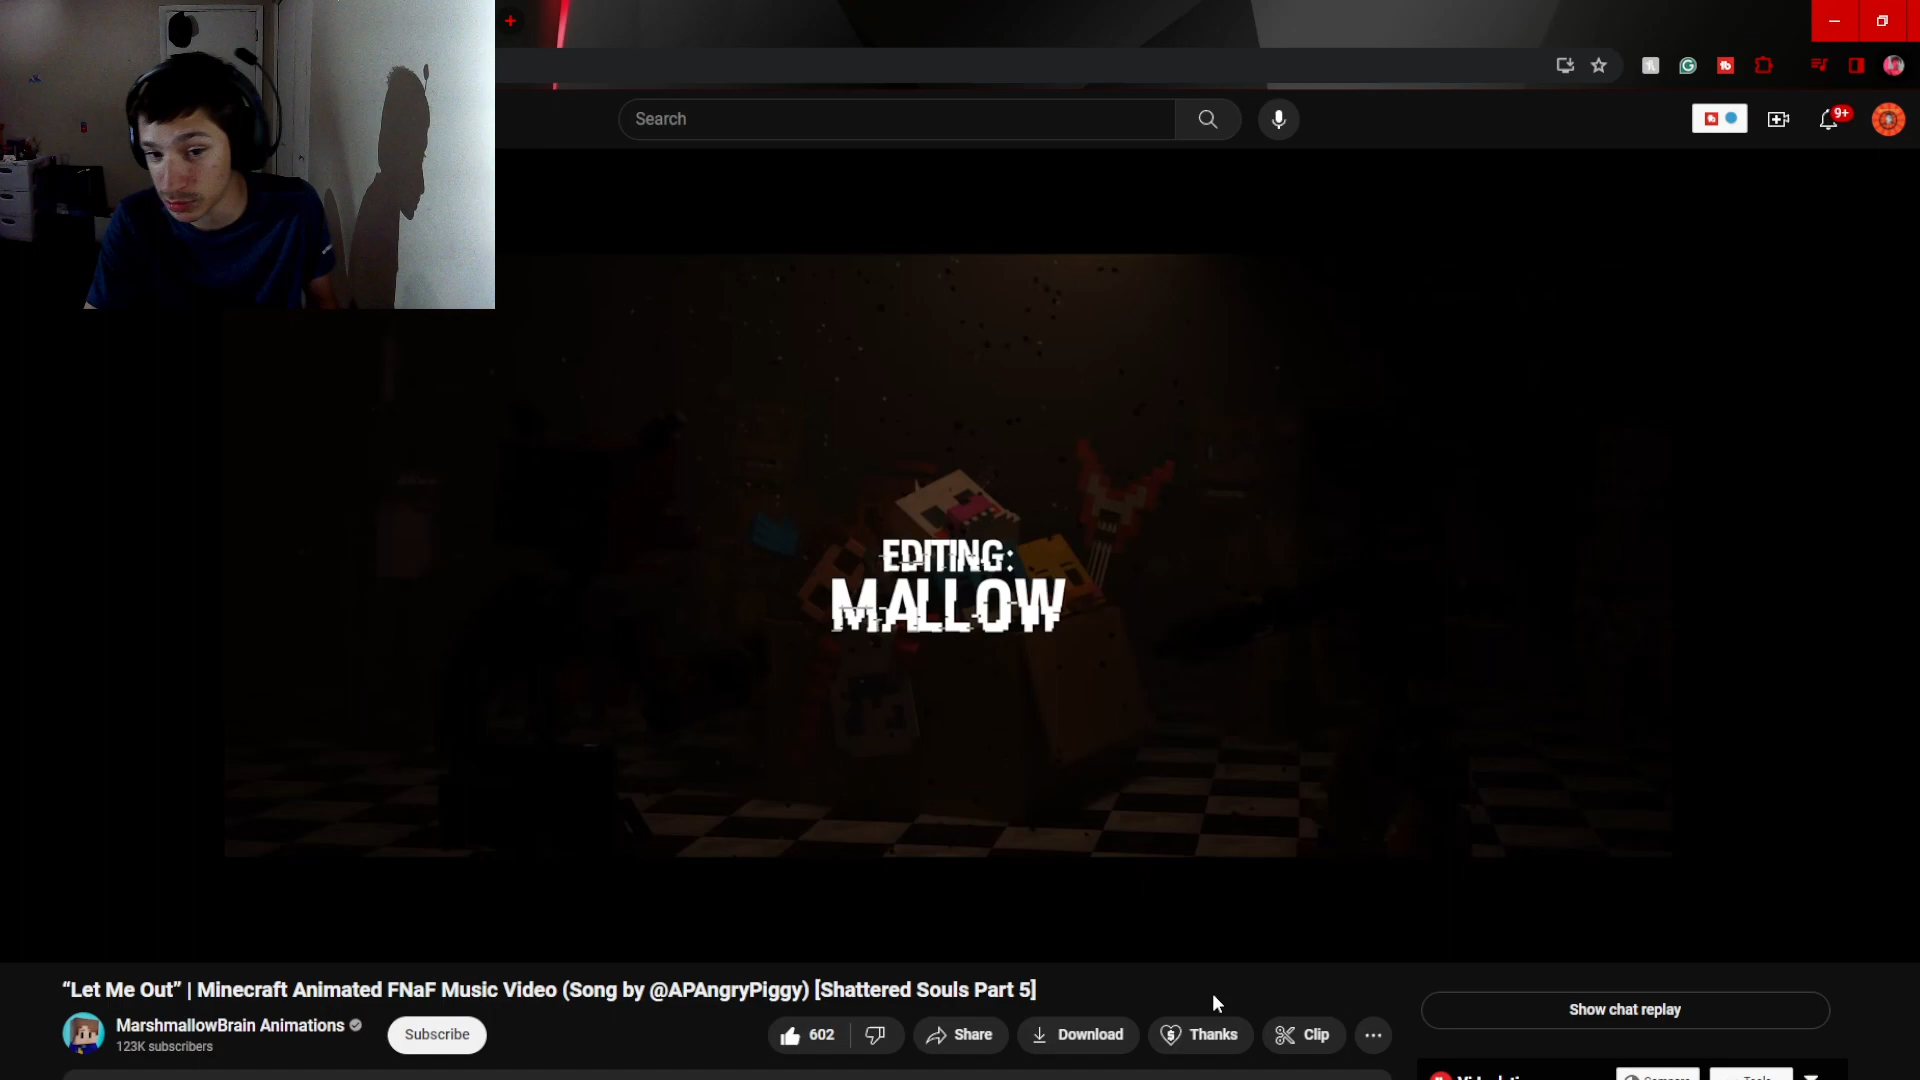 Search
9+
EDITING:
MALLOW
“Let Me Out” | Minecraft Animated FNaF Music Video (Song by @APAngryPiggy) [Shattered Souls Part 5]
MarshmallowBrain Animations
123K subscribers
Subscribe
602
Share
Download
Thanks
Clip
Show chat replay